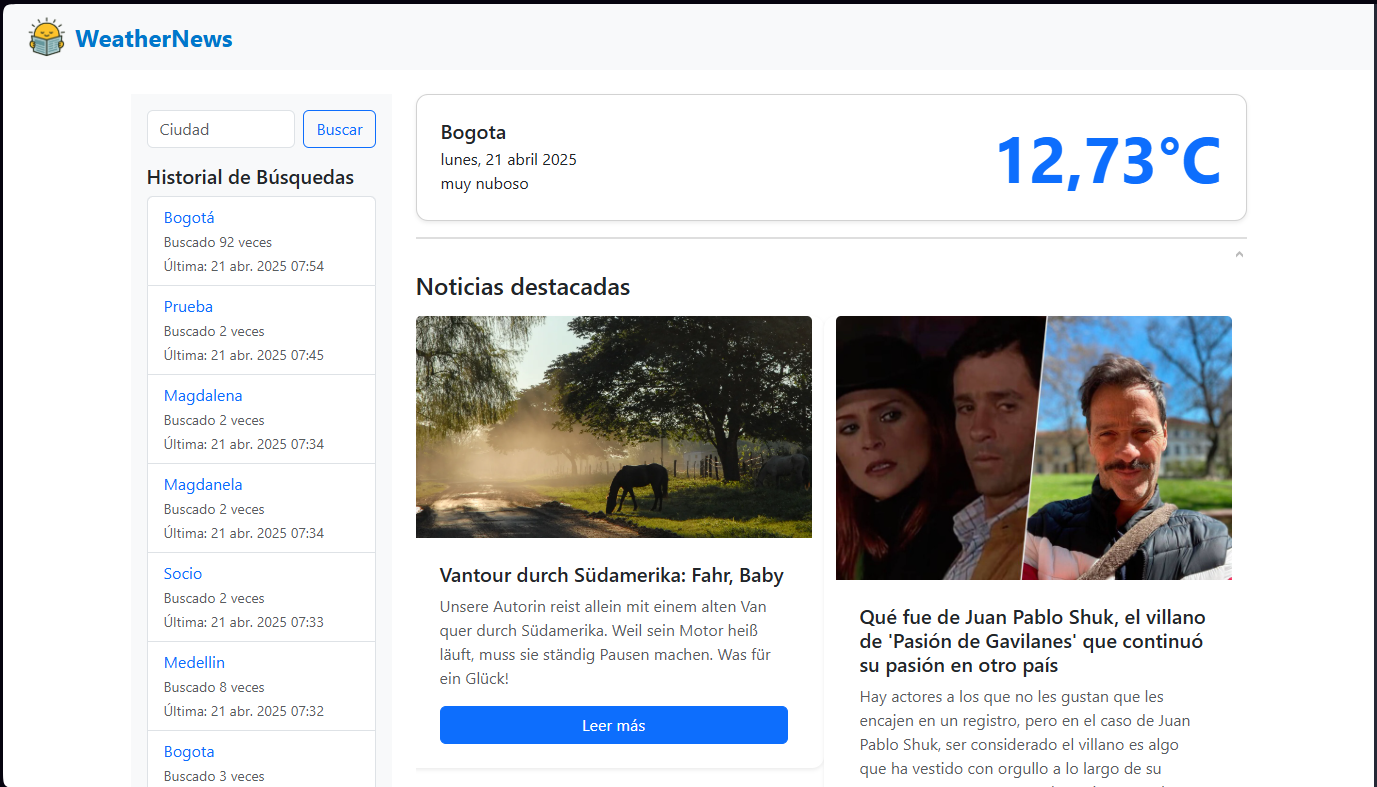 WeatherNews
Ciudad
Buscar
Historial de Búsquedas
Bogotá
Buscado 92 veces
Última: 21 abr. 2025 07:54
Prueba
Buscado 2 veces
Última: 21 abr. 2025 07:45
Magdalena
Buscado 2 veces
Última: 21 abr. 2025 07:34
Magdanela
Buscado 2 veces
Última: 21 abr. 2025 07:34
Socio
Buscado 2 veces
Última: 21 abr. 2025 07:33
Medellin
Buscado 8 veces
Última: 21 abr. 2025 07:32
Bogota
Buscado 3 veces
Bogota
lunes, 21 abril 2025
muy nuboso
12,73°C
Noticias destacadas
Vantour durch Südamerika: Fahr, Baby
Unsere Autorin reist allein mit einem alten Van
quer durch Südamerika. Weil sein Motor heiß
läuft, muss sie ständig Pausen machen. Was für
ein Glück!
Leer más
Qué fue de Juan Pablo Shuk, el villano
de 'Pasión de Gavilanes' que continuó
su pasión en otro país
Hay actores a los que no les gustan que les
encajen en un registro, pero en el caso de Juan
Pablo Shuk, ser considerado el villano es algo
que ha vestido con orgullo a lo largo de su